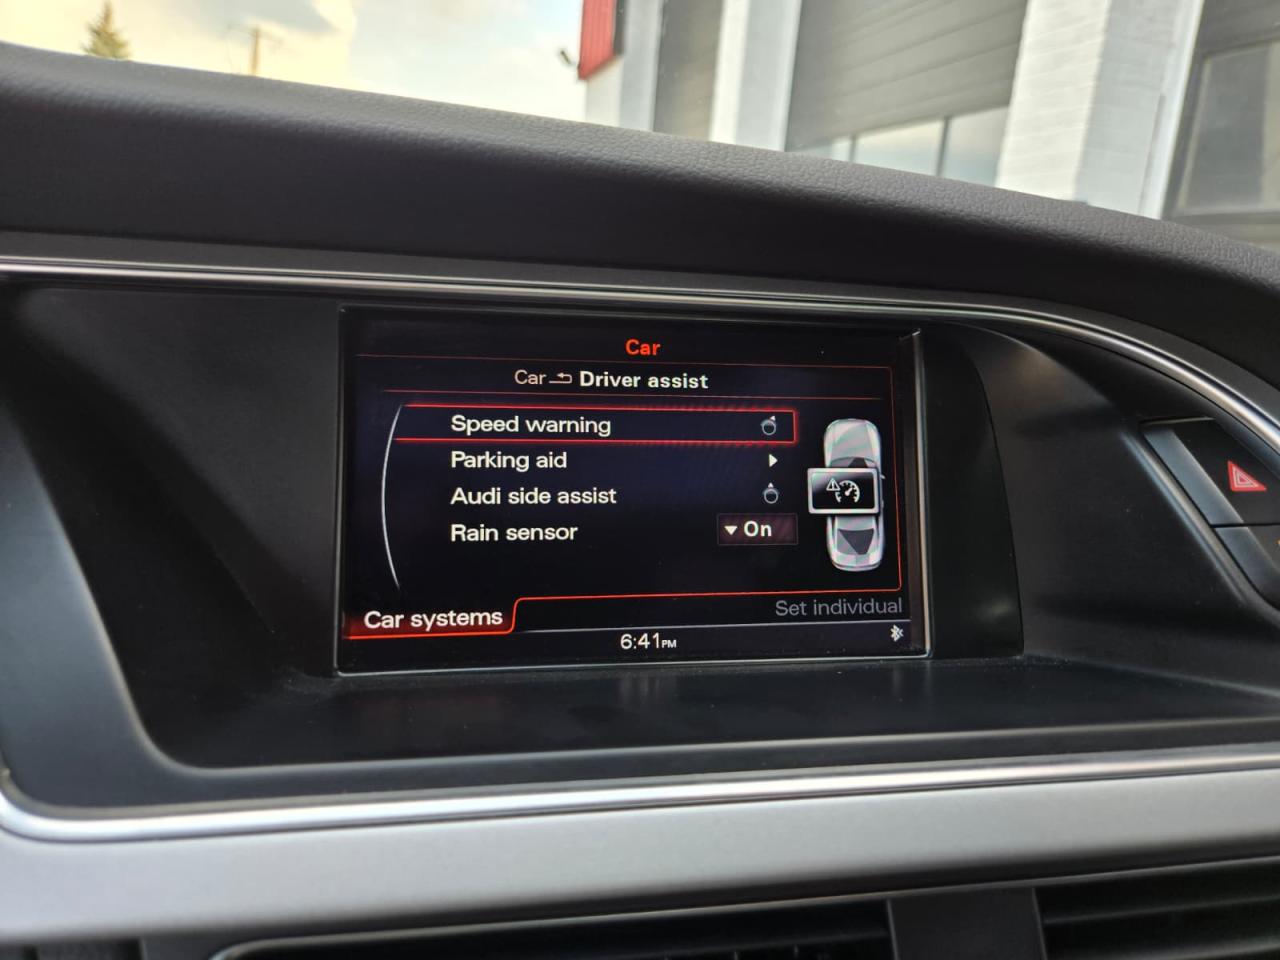 Car
Car Driver assist
Speed warning
Parking aid
Audi side assist
Rain sensor On
Set individual
Car systems
6:41PM